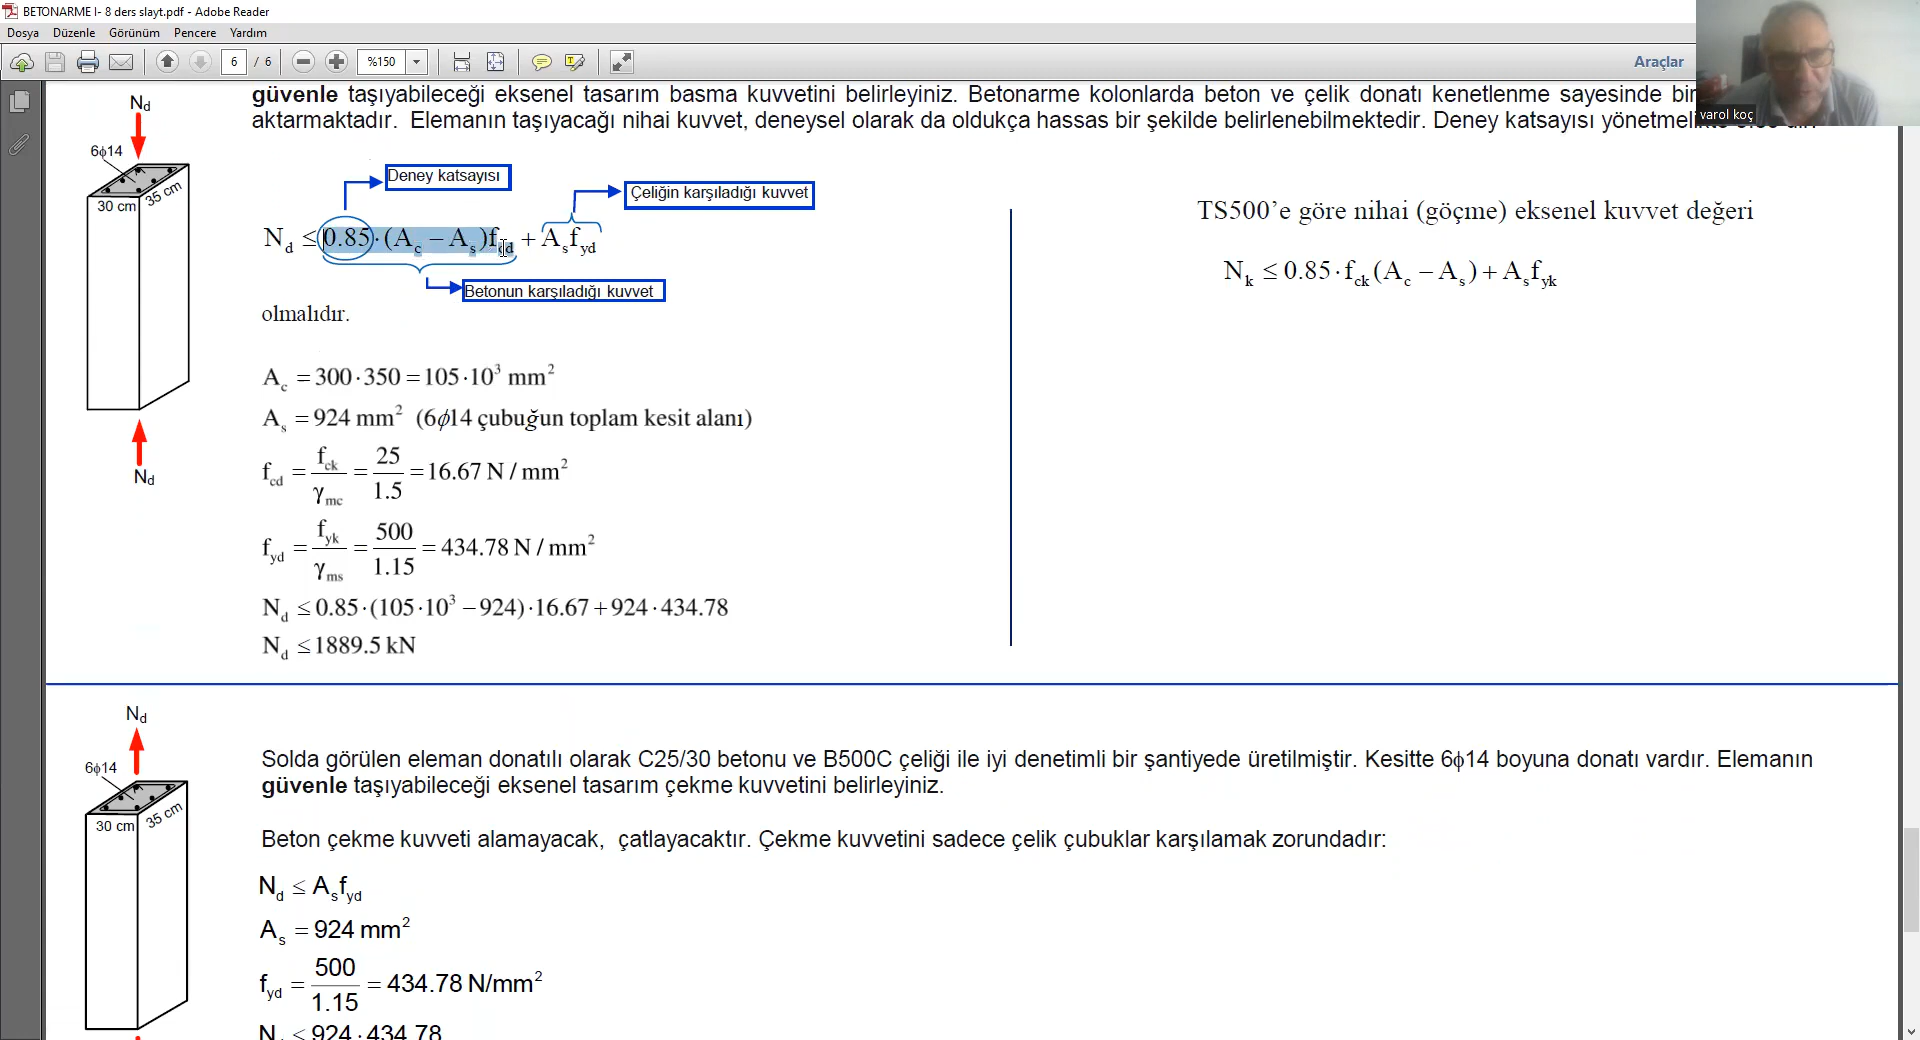 BETONARME I- 8 ders slayt.pdf - Adobe Reader
Dosya Düzenle Görünüm Pencere Yardım
6 / 6 %150 Araçlar
varol koç
güvenle taşıyabileceği eksenel tasarım basma kuvvetini belirleyiniz. Betonarme kolonlarda beton ve çelik donatı kenetlenme sayesinde bir
aktarmaktadır. Elemanın taşıyacağı nihai kuvvet, deneysel olarak da oldukça hassas bir şekilde belirlenebilmektedir. Deney katsayısı
Nd
6ϕ14
30 cm 35 cm
Nd
Deney katsayısı
Çeliğin karşıladığı kuvvet
Nd ≤ 0.85·(Ac − As)fcd + Asfyd
Betonun karşıladığı kuvvet
olmalıdır.
Ac = 300·350 = 105·10³ mm²
As = 924 mm² (6ϕ14 çubuğun toplam kesit alanı)
fcd = fck/γmc = 25/1.5 = 16.67 N / mm²
fyd = fyk/γms = 500/1.15 = 434.78 N / mm²
Nd ≤ 0.85·(105·10³ − 924)·16.67 + 924·434.78
Nd ≤ 1889.5 kN
TS500’e göre nihai (göçme) eksenel kuvvet değeri
Nk ≤ 0.85·fck(Ac − As) + Asfyk
Nd
6ϕ14
30 cm 35 cm
Solda görülen eleman donatılı olarak C25/30 betonu ve B500C çeliği ile iyi denetimli bir şantiyede üretilmiştir. Kesitte 6ϕ14 boyuna donatı vardır. Elemanın
güvenle taşıyabileceği eksenel tasarım çekme kuvvetini belirleyiniz.
Beton çekme kuvveti alamayacak, çatlayacaktır. Çekme kuvvetini sadece çelik çubuklar karşılamak zorundadır:
Nd ≤ Asfyd
As = 924 mm²
fyd = 500/1.15 = 434.78 N/mm²
N ≤ 924·434.78